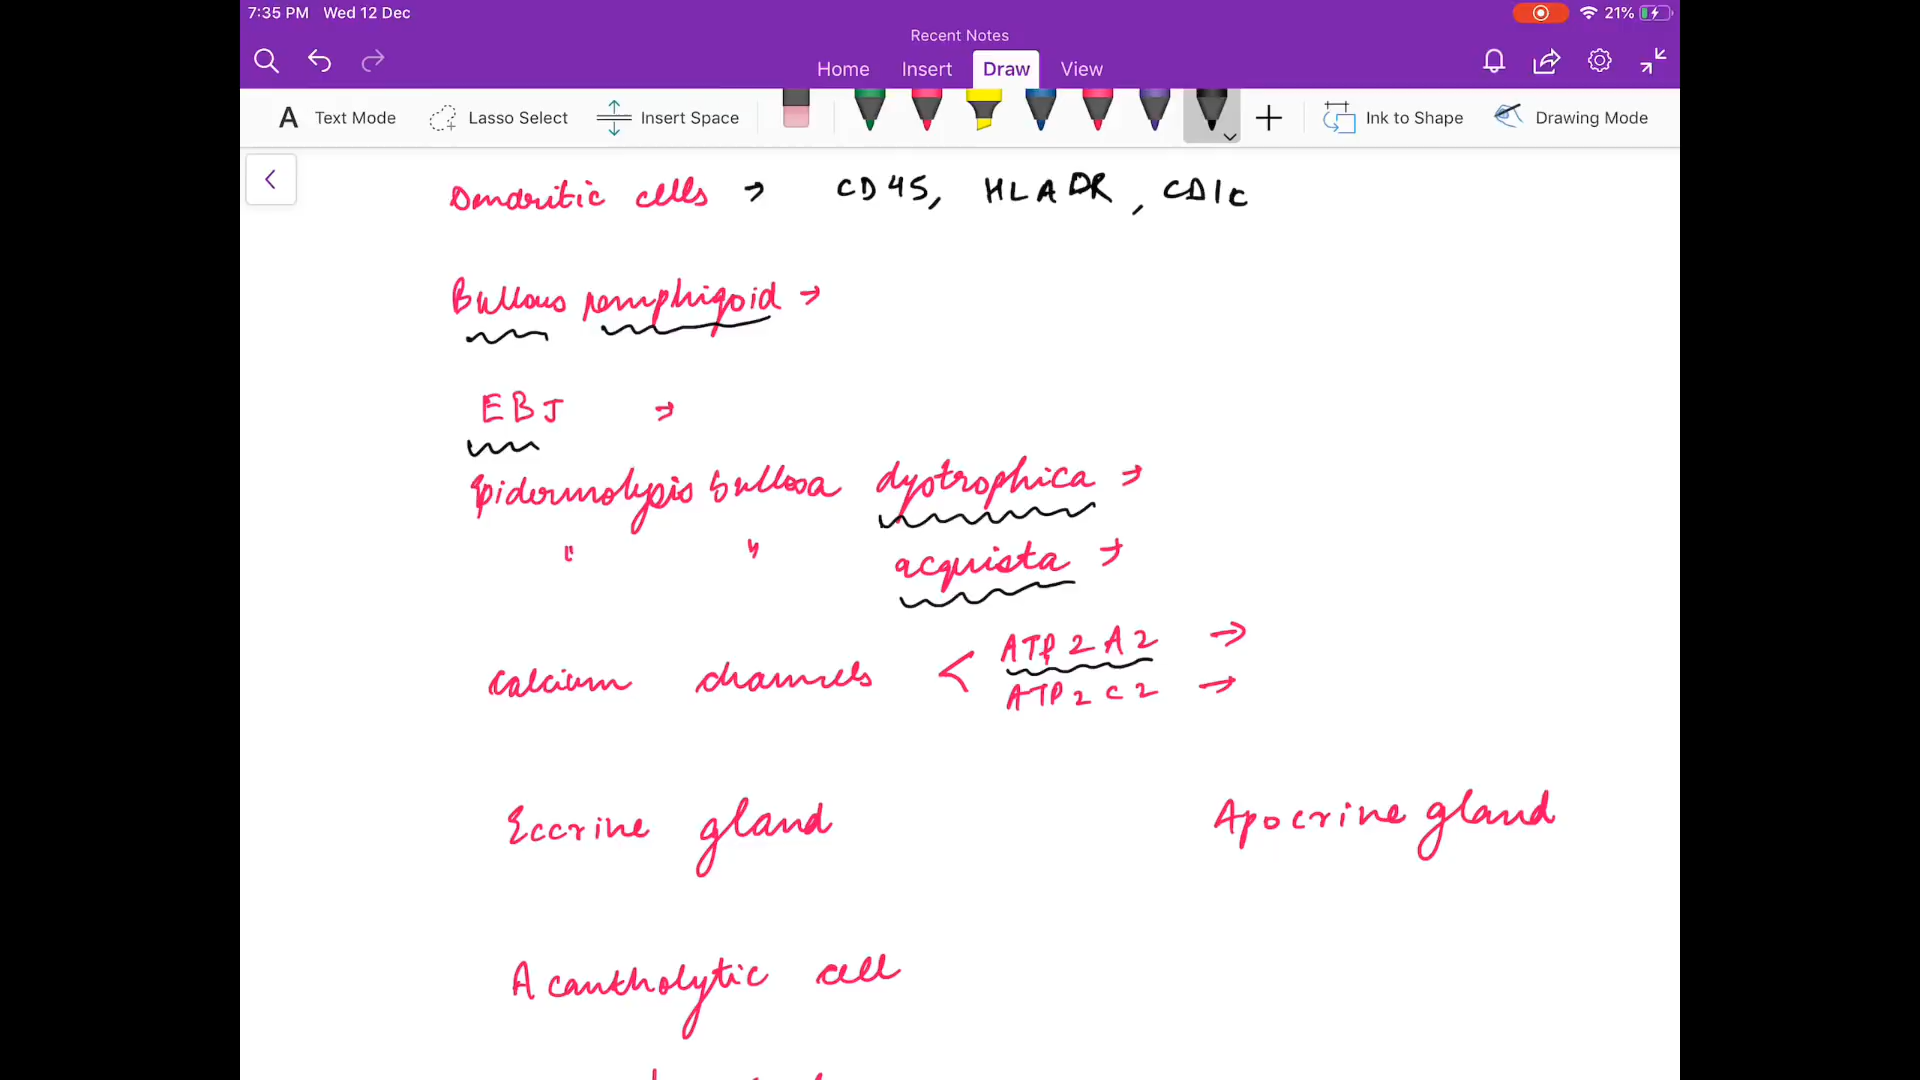 7:35 PM Wed 12 Dec 21%
Recent Notes
Home Insert Draw View
A Text Mode Lasso Select Insert Space Ink to Shape Drawing Mode
Dendritic cells → CD45, HLA DR, CD1c
Bullous pemphigoid →
EBJ →
Epidermolysis bullosa dystrophica →
" " acquista →
Calcium channels < ATP2A2 →
ATP2C2 →
Eccrine gland Apocrine gland
Acantholytic cell